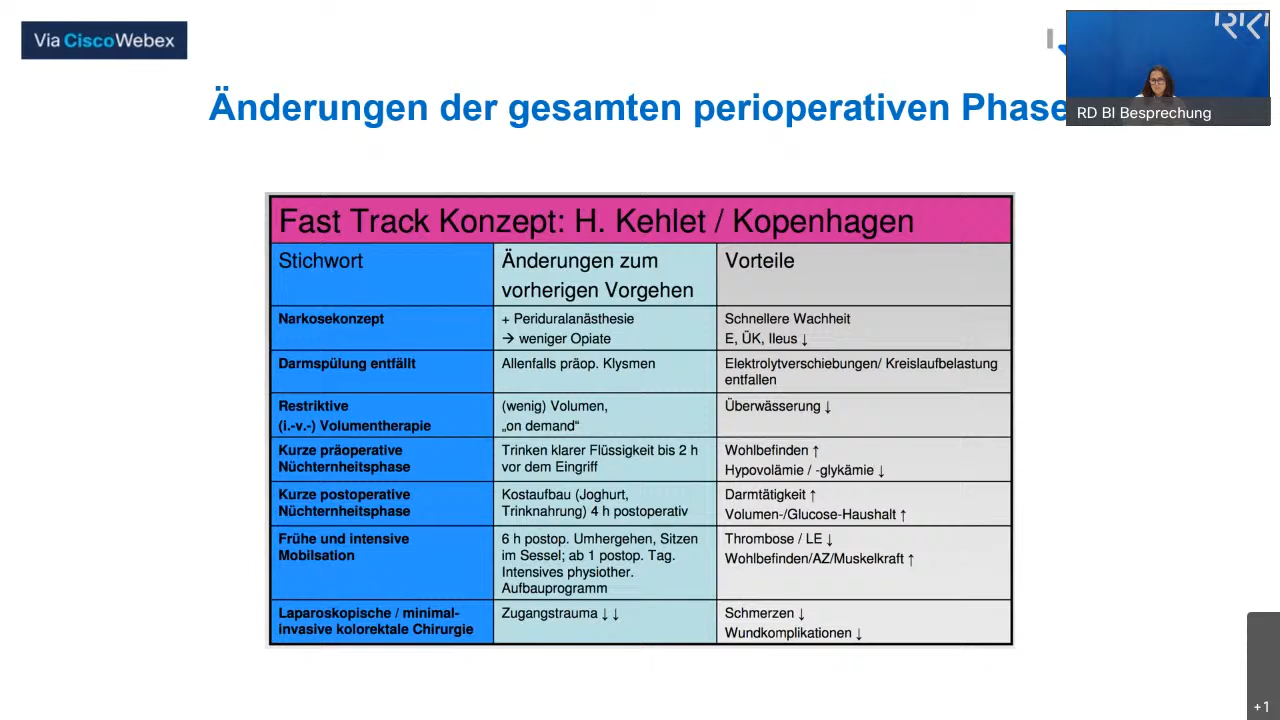 Via CiscoWebex
RKI
RD BI Besprechung
Änderungen der gesamten perioperativen Phase
Fast Track Konzept: H. Kehlet / Kopenhagen
Stichwort
Änderungen zum
vorherigen Vorgehen
Vorteile
Narkosekonzept
+ Periduralanästhesie
→ weniger Opiate
Schnellere Wachheit
E, ÜK, Ileus ↓
Darmspülung entfällt
Allenfalls präop. Klysmen
Elektrolytverschiebungen/ Kreislaufbelastung
entfallen
Restriktive
(i.-v.-) Volumentherapie
(wenig) Volumen,
„on demand“
Überwässerung ↓
Kurze präoperative
Nüchternheitsphase
Trinken klarer Flüssigkeit bis 2 h
vor dem Eingriff
Wohlbefinden ↑
Hypovolämie / -glykämie ↓
Kurze postoperative
Nüchternheitsphase
Kostaufbau (Joghurt,
Trinknahrung) 4 h postoperativ
Darmtätigkeit ↑
Volumen-/Glucose-Haushalt ↑
Frühe und intensive
Mobilsation
6 h postop. Umhergehen, Sitzen
im Sessel; ab 1 postop. Tag.
Intensives physiother.
Aufbauprogramm
Thrombose / LE ↓
Wohlbefinden/AZ/Muskelkraft ↑
Laparoskopische / minimal-
invasive kolorektale Chirurgie
Zugangstrauma ↓ ↓
Schmerzen ↓
Wundkomplikationen ↓
+1